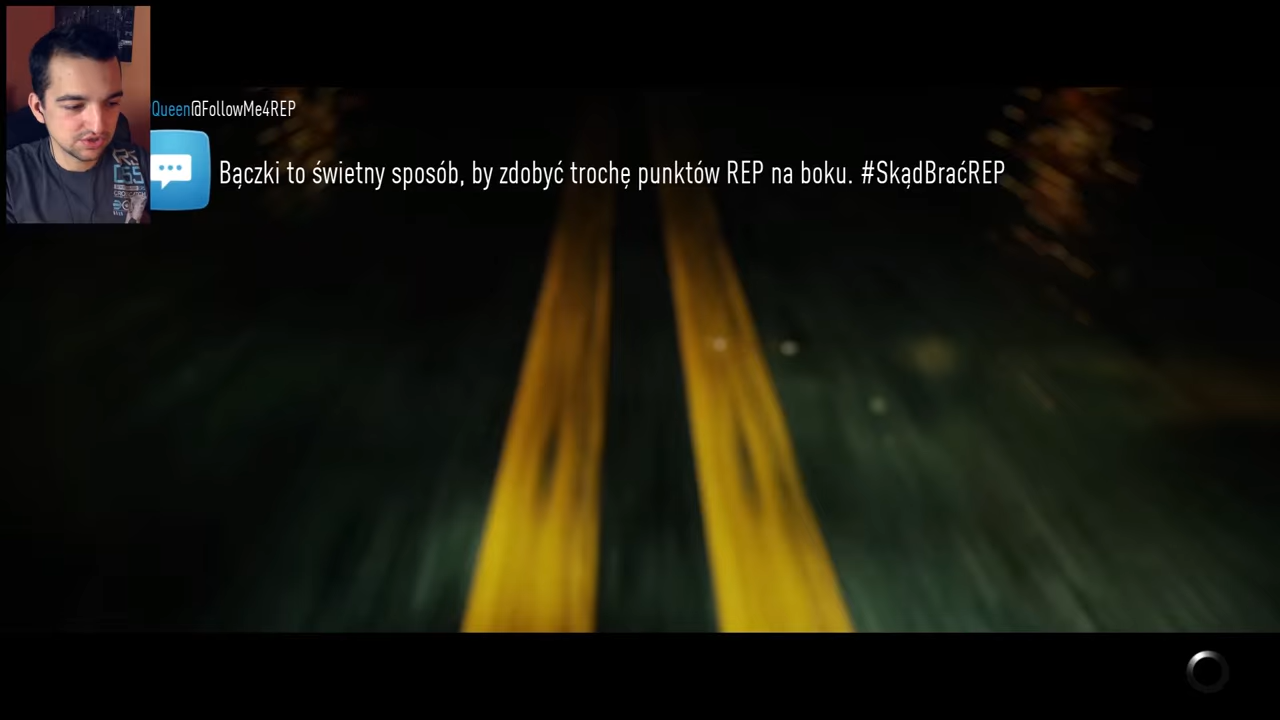 Queen@FollowMe4REP
Bączki to świetny sposób, by zdobyć trochę punktów REP na boku. #SkądBraćREP